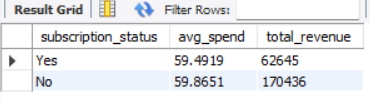 Result Grid Filter Rows:
subscription_status avg_spend total_revenue
Yes 59.4919 62645
No 59.8651 170436